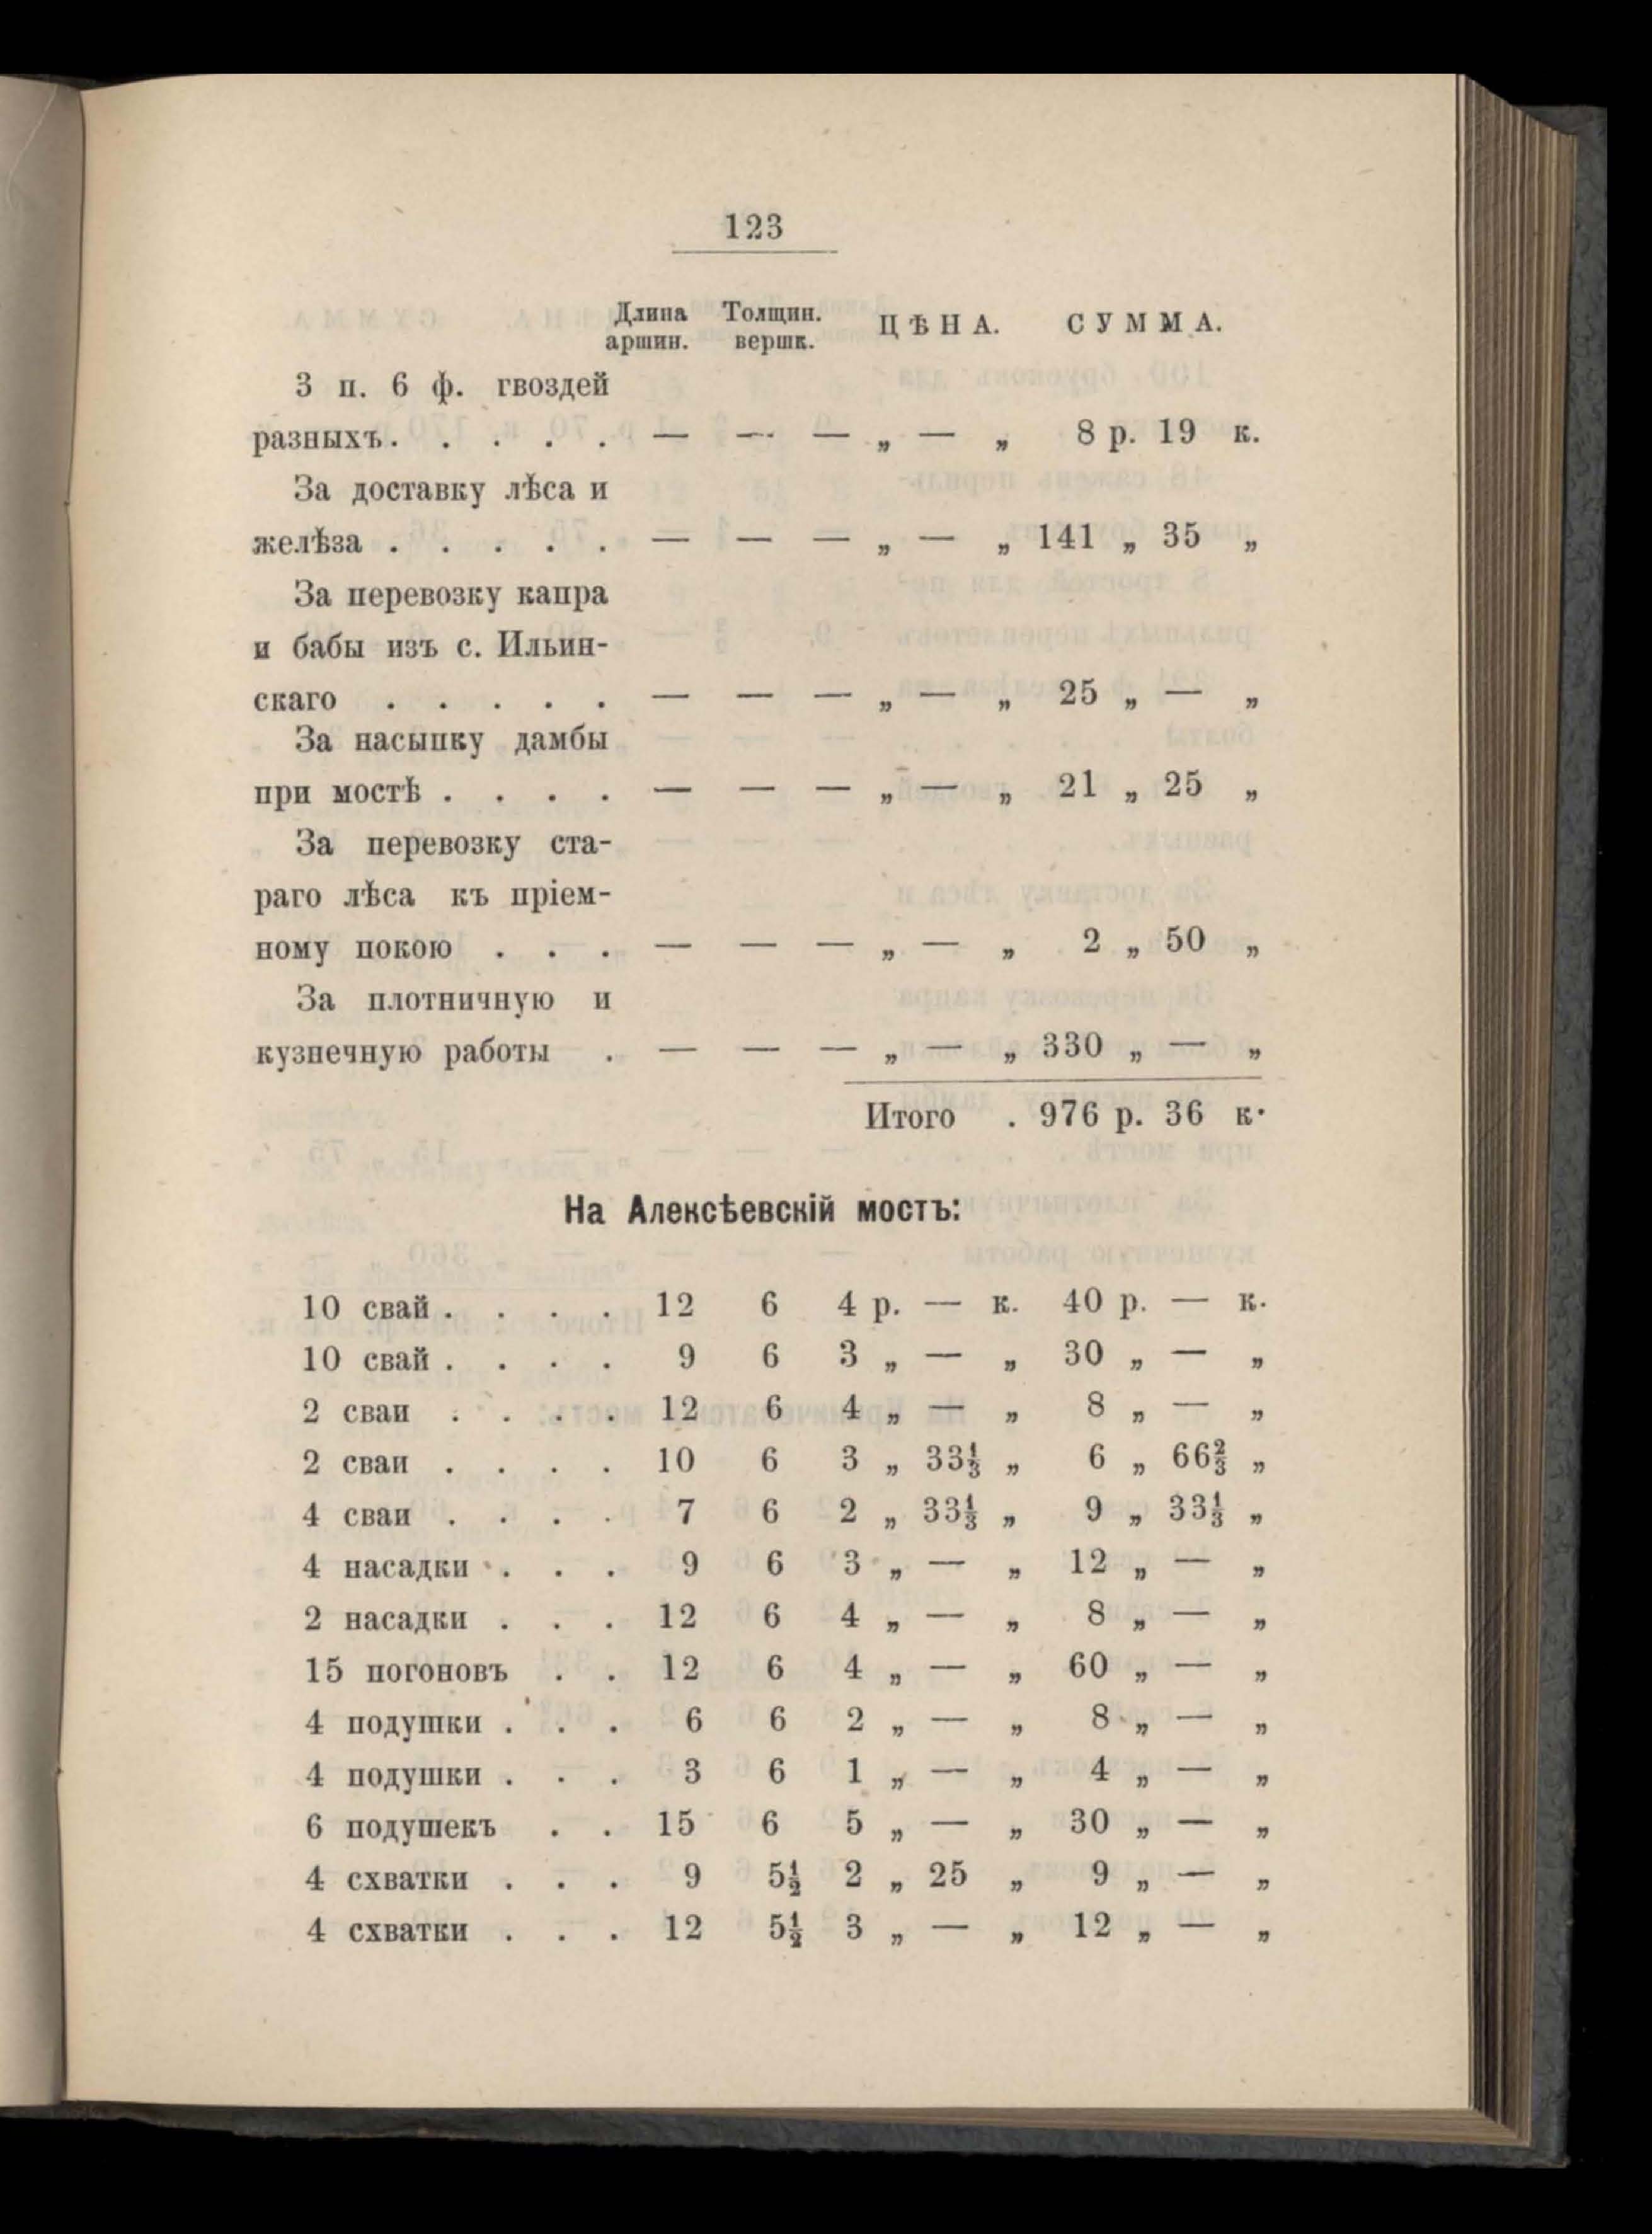 123
Длина Толщин. ЦѢНА. СУММА.
аршин. вершк.
3 п. 6 ф. гвоздей
разныхъ. . . . . — — — „ — „ 8 р. 19 к.
За доставку лѣса и
желѣза . . . . . — — — „ — „ 141 „ 35 „
За перевозку капра
и бабы изъ с. Ильин-
скаго . . . . . — — — „ — „ 25 „ — „
За насыпку дамбы
при мостѣ . . . . — — — „ — „ 21 „ 25 „
За перевозку ста-
раго лѣса къ пріем-
ному покою . . . — — — „ — „ 2 „ 50 „
За плотничную и
кузнечную работы . — — — „ — „ 330 „ — „
Итого . 976 р. 36 к.
На Алексѣевскій мостъ:
10 свай . . . . 12 6 4 р. — к. 40 р. — к.
10 свай . . . . 9 6 3 „ — „ 30 „ — „
2 сваи . . . . 12 6 4 „ — „ 8 „ — „
2 сваи . . . . 10 6 3 „ 33⅓ „ 6 „ 66⅔ „
4 сваи . . . . 7 6 2 „ 33⅓ „ 9 „ 33⅓ „
4 насадки . . . 9 6 3 „ — „ 12 „ — „
2 насадки . . . 12 6 4 „ — „ 8 „ — „
15 погоновъ . . 12 6 4 „ — „ 60 „ — „
4 подушки . . . 6 6 2 „ — „ 8 „ — „
4 подушки . . . 3 6 1 „ — „ 4 „ — „
6 подушекъ . . 15 6 5 „ — „ 30 „ — „
4 схватки . . . 9 5½ 2 „ 25 „ 9 „ — „
4 схватки . . . 12 5½ 3 „ — „ 12 „ — „